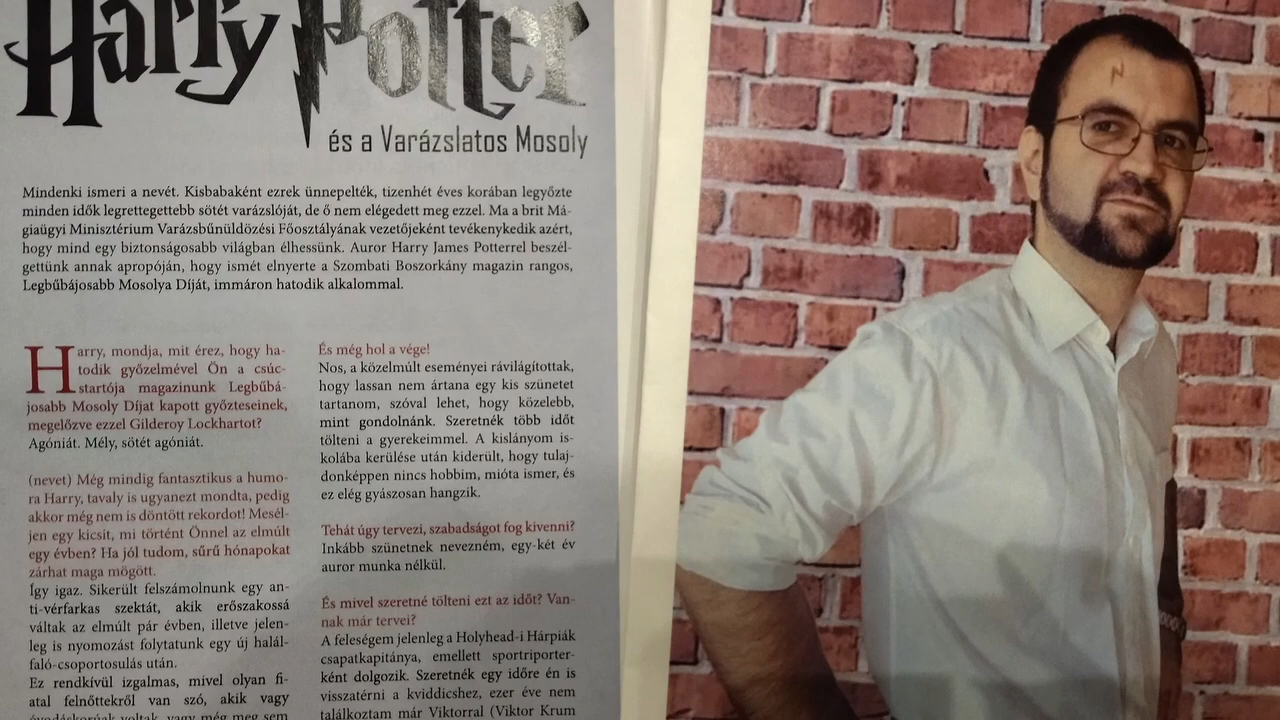 Harry Potter
és a Varázslatos Mosoly
Mindenki ismeri a nevét. Kisbabaként ezrek ünnepelték, tizenhét éves korában legyőzte
minden idők legrettegettebb sötét varázslóját, de ő nem elégedett meg ezzel. Ma a brit Má-
giaügyi Minisztérium Varázsbűnüldözési Főosztályának vezetőjeként tevékenykedik azért,
hogy mind egy biztonságosabb világban élhessünk. Auror Harry James Potterrel beszél-
gettünk annak apropóján, hogy ismét elnyerte a Szombati Boszorkány magazin rangos,
Legbűbájosabb Mosolya Díját, immáron hatodik alkalommal.
Harry, mondja, mit érez, hogy ha-
todik győzelmével Ön a csúc-
startója magazinunk Legbűbá-
josabb Mosoly Díjat kapott győzteseinek,
megelőzve ezzel Gilderoy Lockhartot?
Agóniát. Mély, sötét agóniát.
(nevet) Még mindig fantasztikus a humo-
ra Harry, tavaly is ugyanezt mondta, pedig
akkor még nem is döntött rekordot! Mesél-
jen egy kicsit, mi történt Önnel az elmúlt
egy évben? Ha jól tudom, sűrű hónapokat
zárhat maga mögött.
Így igaz. Sikerült felszámolnunk egy an-
ti-vérfarkas szektát, akik erőszakossá
váltak az elmúlt pár évben, illetve jelen-
leg is nyomozást folytatunk egy új halál-
faló-csoportosulás után.
Ez rendkívül izgalmas, mivel olyan fi-
atal felnőttekről van szó, akik vagy
óvodáskorúak voltak, vagy még meg sem
És még hol a vége!
Nos, a közelmúlt eseményei rávilágítottak,
hogy lassan nem ártana egy kis szünetet
tartanom, szóval lehet, hogy közelebb,
mint gondolnánk. Szeretnék több időt
tölteni a gyerekeimmel. A kislányom is-
kolába kerülése után kiderült, hogy tulaj-
donképpen nincs hobbim, mióta ismer, és
ez elég gyászosan hangzik.
Tehát úgy tervezi, szabadságot fog kivenni?
Inkább szünetnek nevezném, egy-két év
auror munka nélkül.
És mivel szeretné tölteni ezt az időt? Van-
nak már tervei?
A feleségem jelenleg a Holyhead-i Hárpiák
csapatkapitánya, emellett sportriporter-
ként dolgozik. Szeretnék egy időre én is
visszatérni a kviddicshez, ezer éve nem
találkoztam már Viktorral (Viktor Krum